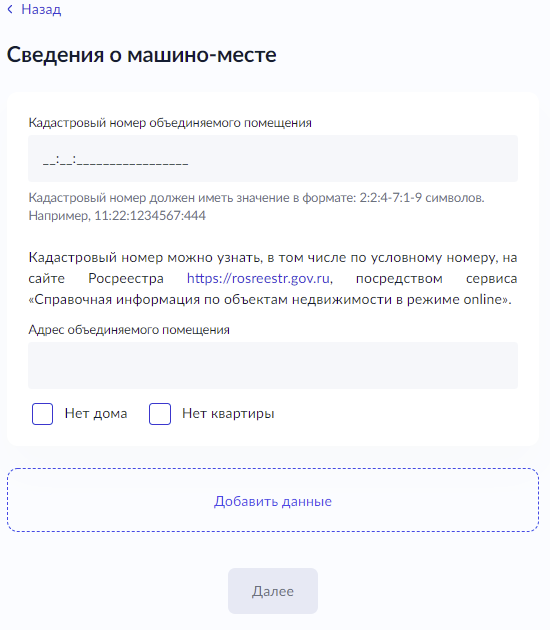 Назад
Сведения о машино-месте
Кадастровый номер объединяемого помещения
__:__:_________________
Кадастровый номер должен иметь значение в формате: 2:2:4-7:1-9 символов.
Например, 11:22:1234567:444
Кадастровый номер можно узнать, в том числе по условному номеру, на
сайте Росреестра https://rosreestr.gov.ru, посредством сервиса
«Справочная информация по объектам недвижимости в режиме online».
Адрес объединяемого помещения
Нет дома Нет квартиры
Добавить данные
Далее